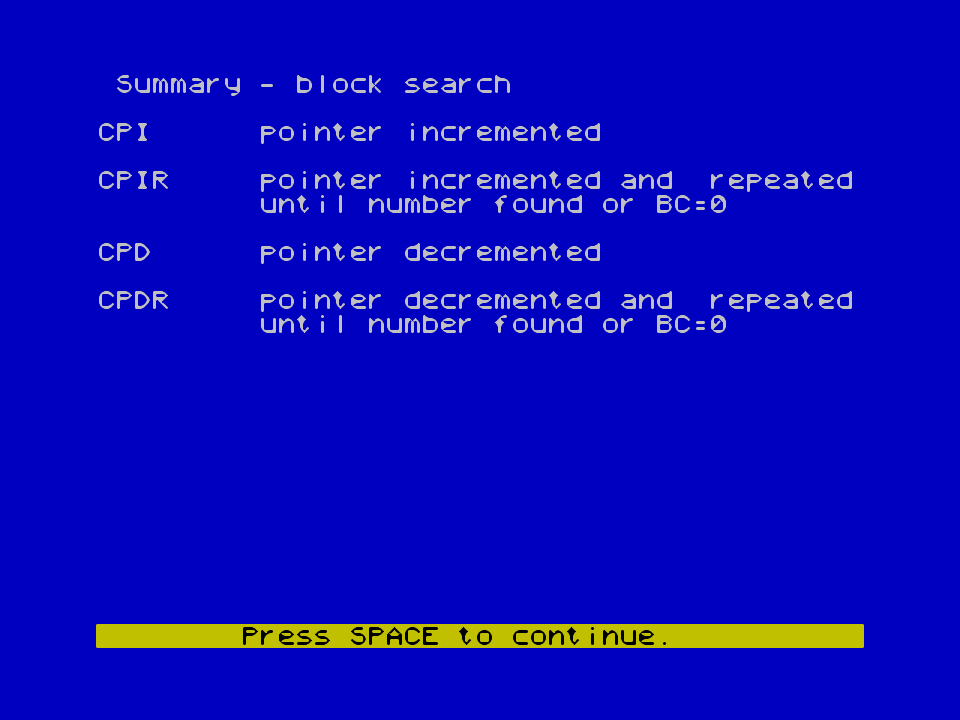 Summary - block search
CPI pointer incremented
CPIR pointer incremented and repeated
until number found or BC=0
CPD pointer decremented
CPDR pointer decremented and repeated
until number found or BC=0
Press SPACE to continue.